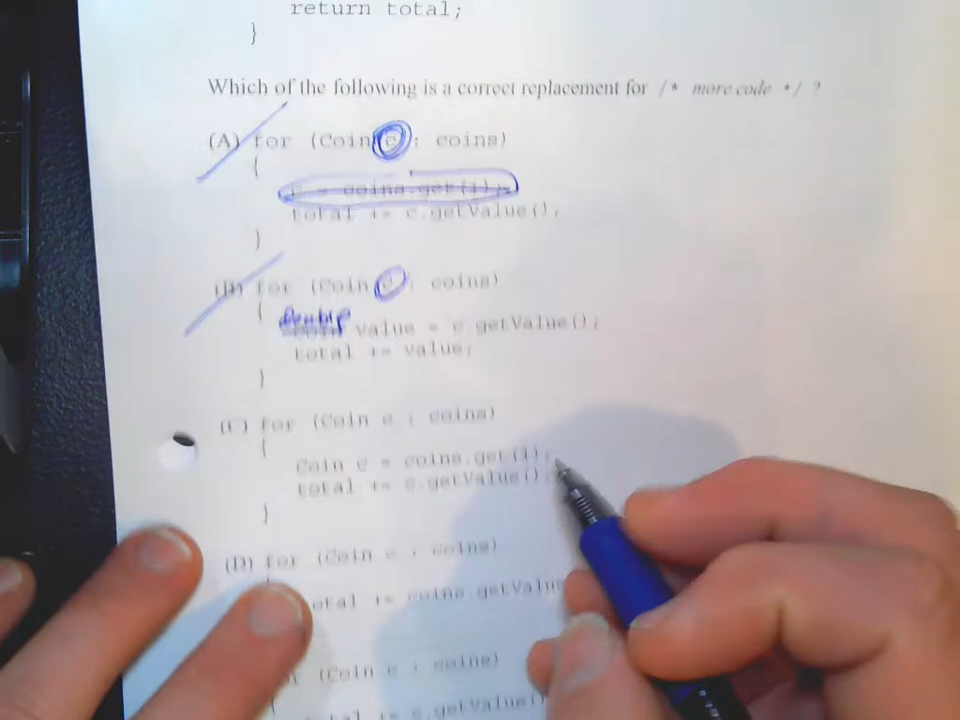 return total;
}
Which of the following is a correct replacement for /* more code */ ?
(A) for (Coin c : coins)
{
c = coins.get(i);
total += c.getValue();
}
(B) for (Coin : coins)
{
double
Coin value = c.getValue();
total += value;
}
(C) for (Coin c : coins)
{
Coin c = coins.get(i);
total += c.getValue();
}
(D) for (Coin c : coins)
total += coins.getValue
(Coin c : coins)
total += c.getValue()